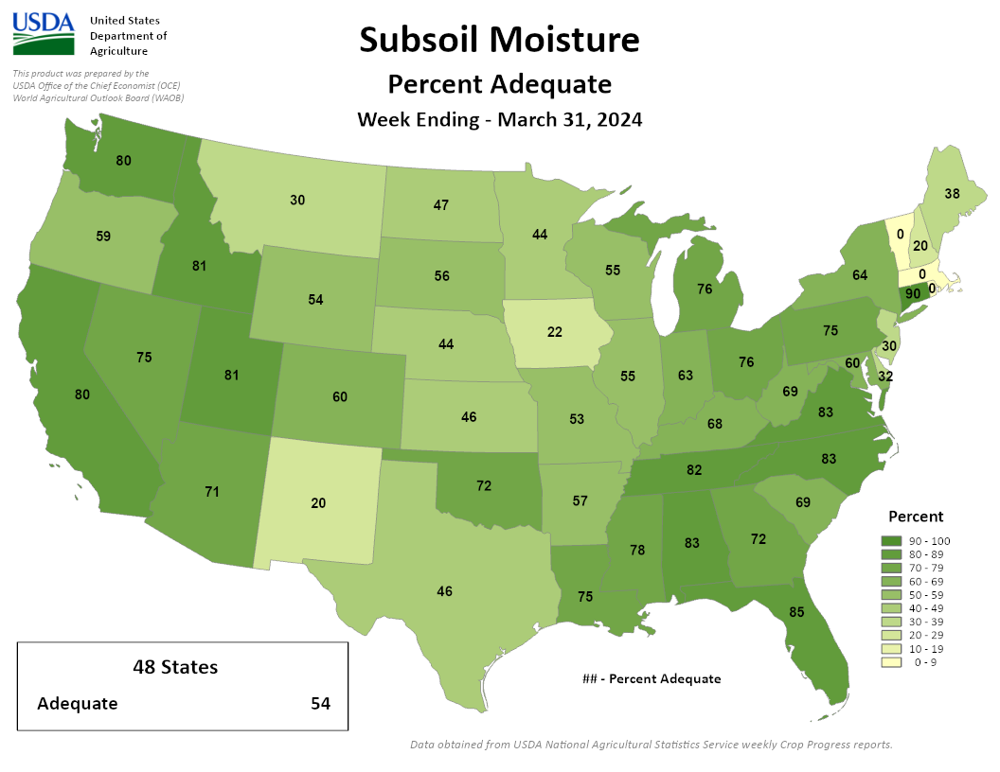 USDA
United States
Department of
Agriculture
This product was prepared by the
USDA Office of the Chief Economist (OCE)
World Agricultural Outlook Board (WAOB)
Subsoil Moisture
Percent Adequate
Week Ending - March 31, 2024
80
30
47
38
59
44
0
20
81
56
55
64
0
54
76
90
0
22
75
30
75
44
76
60
81
63
32
80
60
55
69
46
53
68
83
71
72
82
83
20
57
69
78
83
72
46
75
85
Percent
90 - 100
80 - 89
70 - 79
60 - 69
50 - 59
40 - 49
30 - 39
20 - 29
10 - 19
0 - 9
48 States
Adequate 54
## - Percent Adequate
Data obtained from USDA National Agricultural Statistics Service weekly Crop Progress reports.